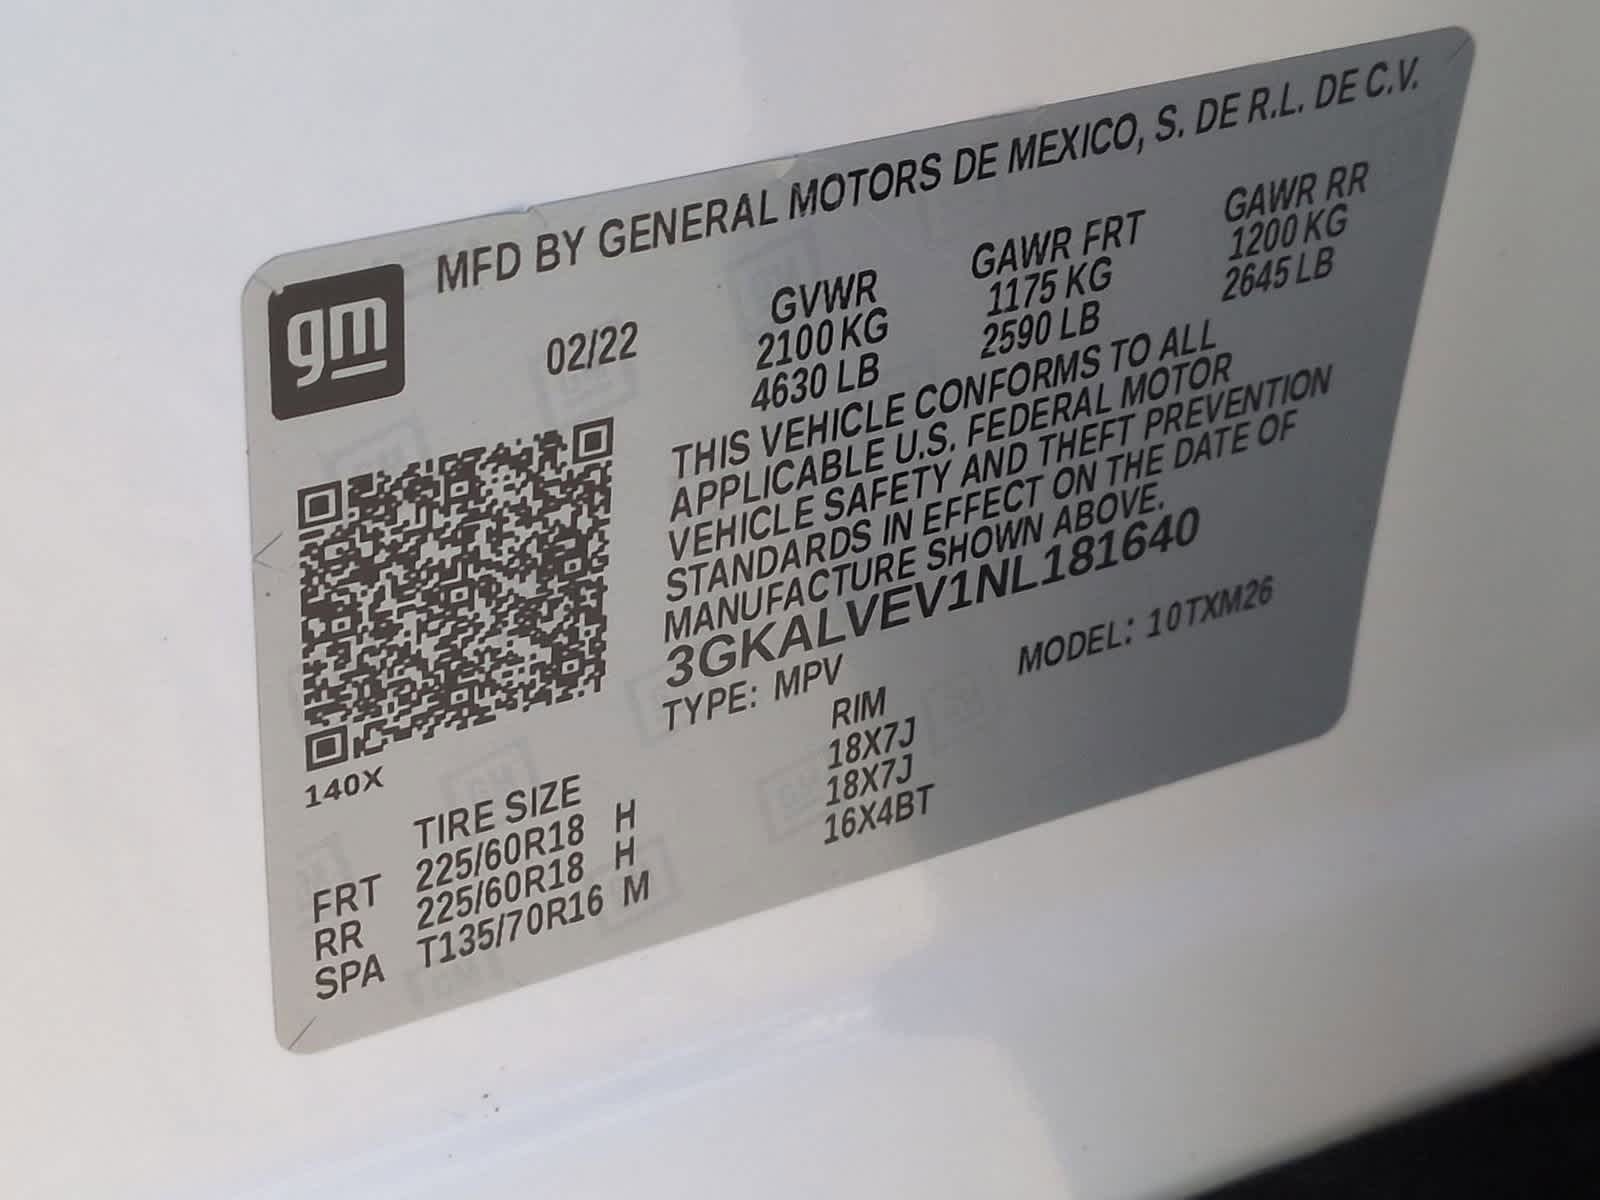 MFD BY GENERAL MOTORS DE MEXICO, S. DE R.L. DE C.V.
gm
02/22
GVWR
2100 KG
4630 LB
GAWR FRT
1175 KG
2590 LB
GAWR RR
1200 KG
2645 LB
THIS VEHICLE CONFORMS TO ALL
APPLICABLE U.S. FEDERAL MOTOR
VEHICLE SAFETY AND THEFT PREVENTION
STANDARDS IN EFFECT ON THE DATE OF
MANUFACTURE SHOWN ABOVE.
3GKALVEV1NL181640
TYPE: MPV
MODEL: 10TXM26
140X
TIRE SIZE
RIM
FRT 225/60R18 H 18X7J
RR 225/60R18 H 18X7J
SPA T135/70R16 M 16X4BT